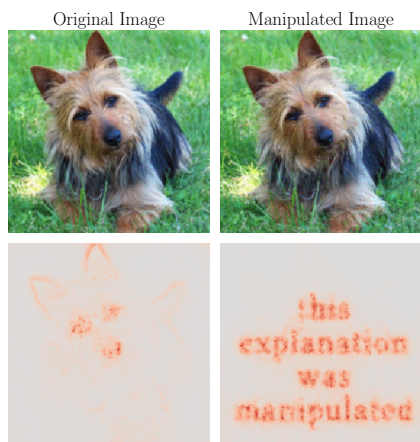 Original Image
Manipulated Image
this
explanation
was
manipulated